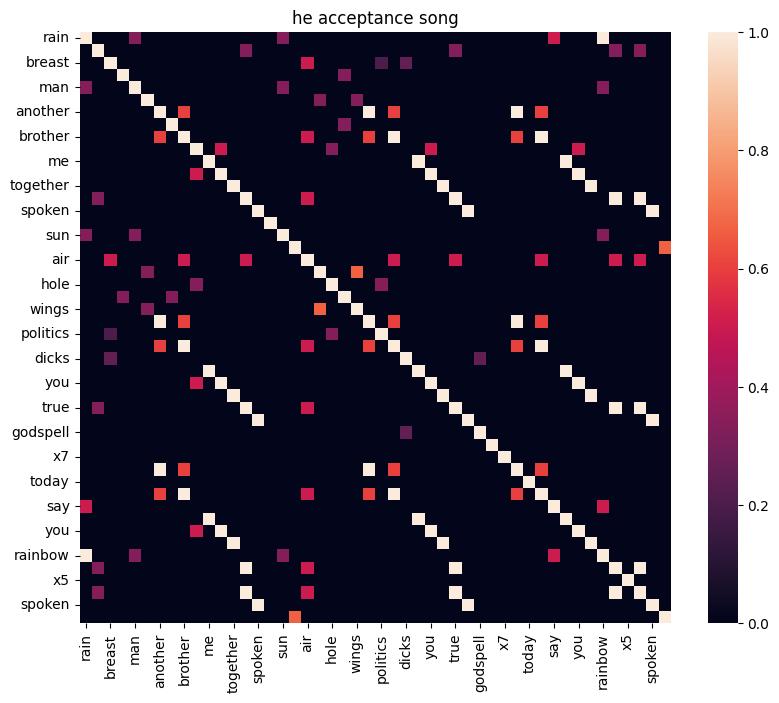 he acceptance song
rain
breast
man
another
brother
me
together
spoken
sun
air
hole
wings
politics
dicks
you
true
godspell
x7
today
say
you
rainbow
x5
spoken
1.0
0.8
0.6
0.4
0.2
0.0
rain
breast
man
another
brother
me
together
spoken
sun
air
hole
wings
politics
dicks
you
true
godspell
x7
today
say
you
rainbow
x5
spoken